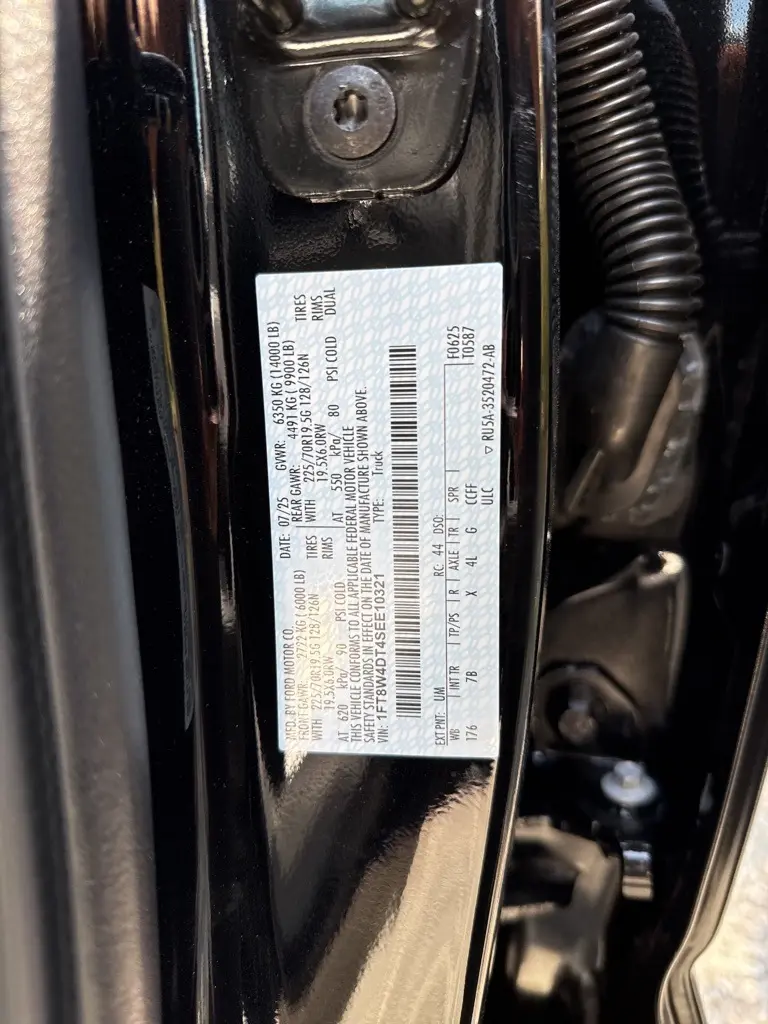 MFD. BY FORD MOTOR CO. DATE: 07/25 GVWR: 6350 KG (14000 LB)
FRONT GAWR: 2722 KG ( 6000 LB) REAR GAWR: 4491 KG ( 9900 LB)
WITH 225/70R19.5G 128/126N TIRES WITH 225/70R19.5G 128/126N TIRES
19.5X6.0RW RIMS 19.5X6.0RW RIMS
AT 620 kPa/ 90 PSI COLD AT 550 kPa/ 80 PSI COLD DUAL
THIS VEHICLE CONFORMS TO ALL APPLICABLE FEDERAL MOTOR VEHICLE
SAFETY STANDARDS IN EFFECT ON THE DATE OF MANUFACTURE SHOWN ABOVE.
VIN: 1FT8W4DT4SEE10321 TYPE: Truck
EXT PNT: UM RC: 44 DSO: F0625
WB INT TR TP/PS R AXLE TR SPR T0587
176 7B X 4L G CCFF
ULC ▽ RU5A-3520472-AB